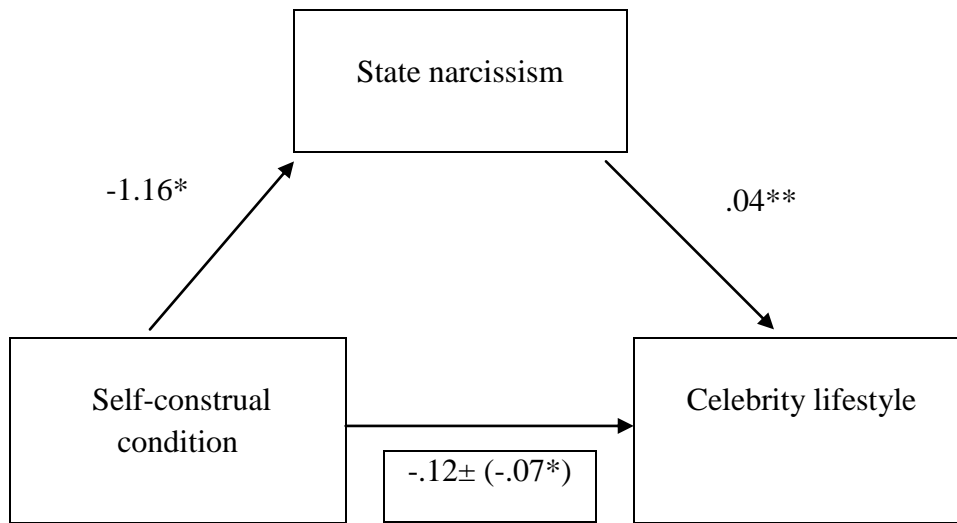 State narcissism
-1.16*
.04**
Self-construal
condition
Celebrity lifestyle
-.12± (-.07*)